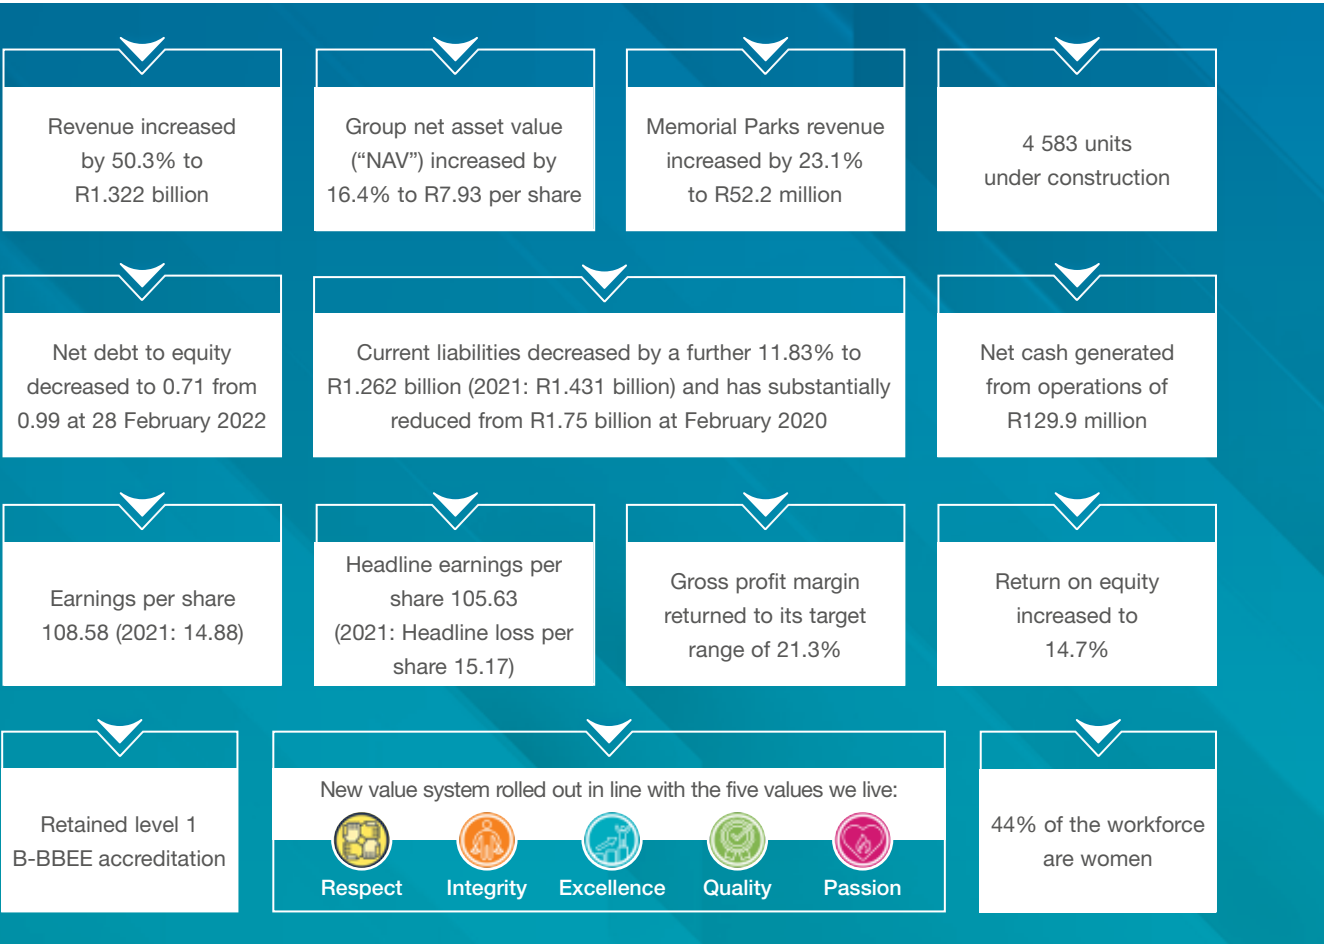 Revenue increased
by 50.3% to
R1.322 billion
Group net asset value
(“NAV”) increased by
16.4% to R7.93 per share
Memorial Parks revenue
increased by 23.1%
to R52.2 million
4 583 units
under construction
Net debt to equity
decreased to 0.71 from
0.99 at 28 February 2022
Current liabilities decreased by a further 11.83% to
R1.262 billion (2021: R1.431 billion) and has substantially
reduced from R1.75 billion at February 2020
Net cash generated
from operations of
R129.9 million
Earnings per share
108.58 (2021: 14.88)
Headline earnings per
share 105.63
(2021: Headline loss per
share 15.17)
Gross profit margin
returned to its target
range of 21.3%
Return on equity
increased to
14.7%
Retained level 1
B-BBEE accreditation
New value system rolled out in line with the five values we live:
Respect
Integrity
Excellence
Quality
Passion
44% of the workforce
are women